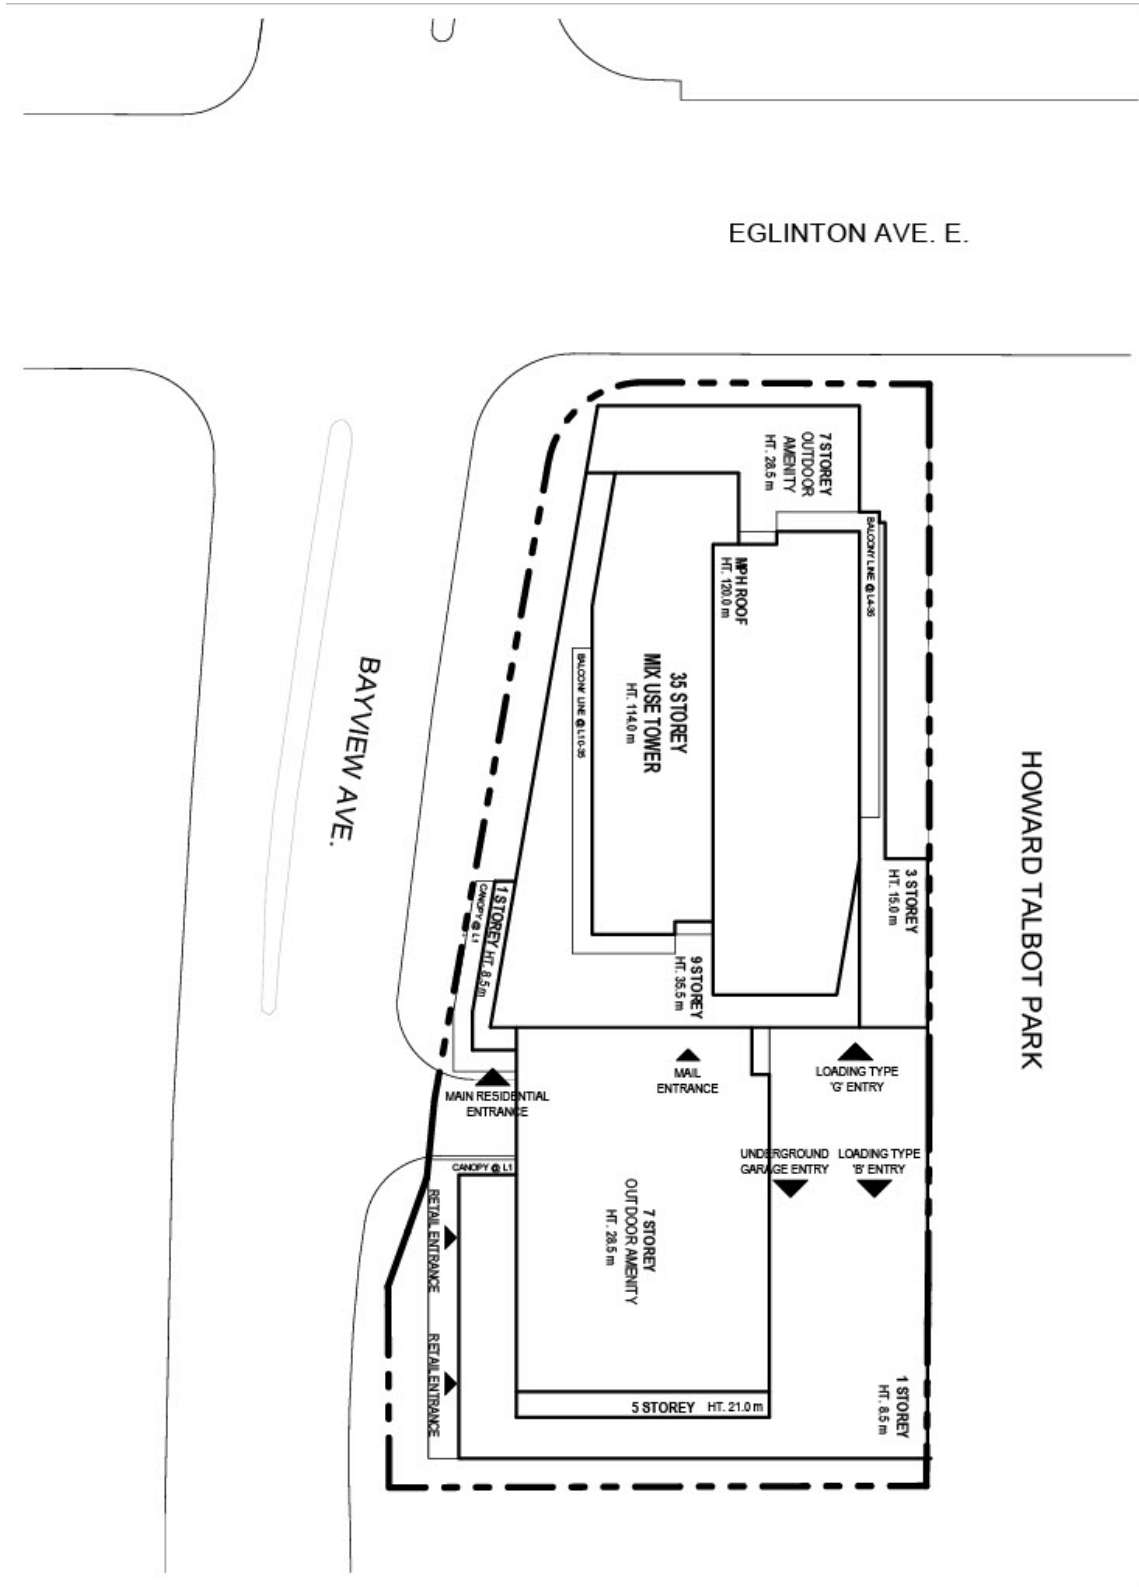 EGLINTON AVE. E.
7 STOREY
OUTDOOR
AMENITY
HT. 28.5 m
BALCONY LINE @ L4-35
MPH ROOF
HT. 120.0 m
35 STOREY
MIX USE TOWER
HT. 114.0 m
BALCONY LINE @ L10-35
BAYVIEW AVE.
HOWARD TALBOT PARK
3 STOREY
HT. 15.0 m
1 STOREY HT. 8.5 m
CANOPY @ L1
9 STOREY
HT. 35.5 m
MAIN RESIDENTIAL
ENTRANCE
MAIL
ENTRANCE
LOADING TYPE
'G' ENTRY
UNDERGROUND
GARAGE ENTRY
LOADING TYPE
'B' ENTRY
CANOPY @ L1
RETAIL ENTRANCE
RETAIL ENTRANCE
7 STOREY
OUTDOOR AMENITY
HT. 28.5 m
5 STOREY HT. 21.0 m
1 STOREY
HT. 8.5 m